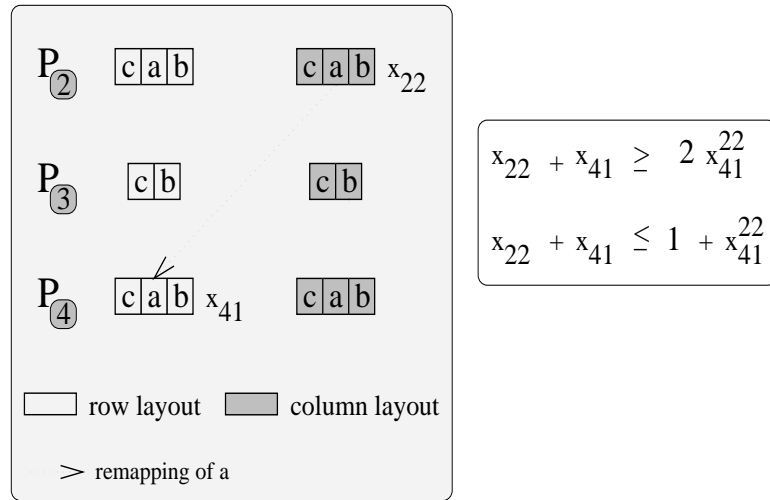 P2 c a b c a b x22
P3 c b c b
P4 c a b x41 c a b
row layout column layout
> remapping of a
x22 + x41 ≥ 2 x41^22
x22 + x41 ≤ 1 + x41^22